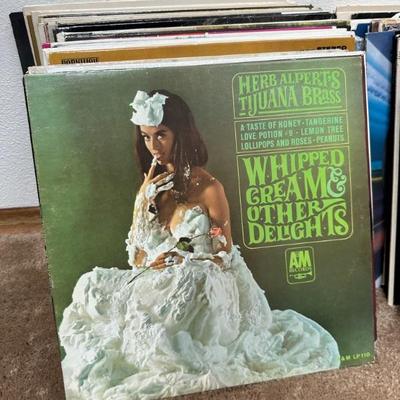 STEREO
HERB ALPERT'S
TIJUANA BRASS
A TASTE OF HONEY · TANGERINE
LOVE POTION #9 · LEMON TREE
LOLLIPOPS AND ROSES · PEANUTS
WHIPPED
CREAM &
OTHER
DELIGHTS
A&M
RECORDS
A&M LP 110